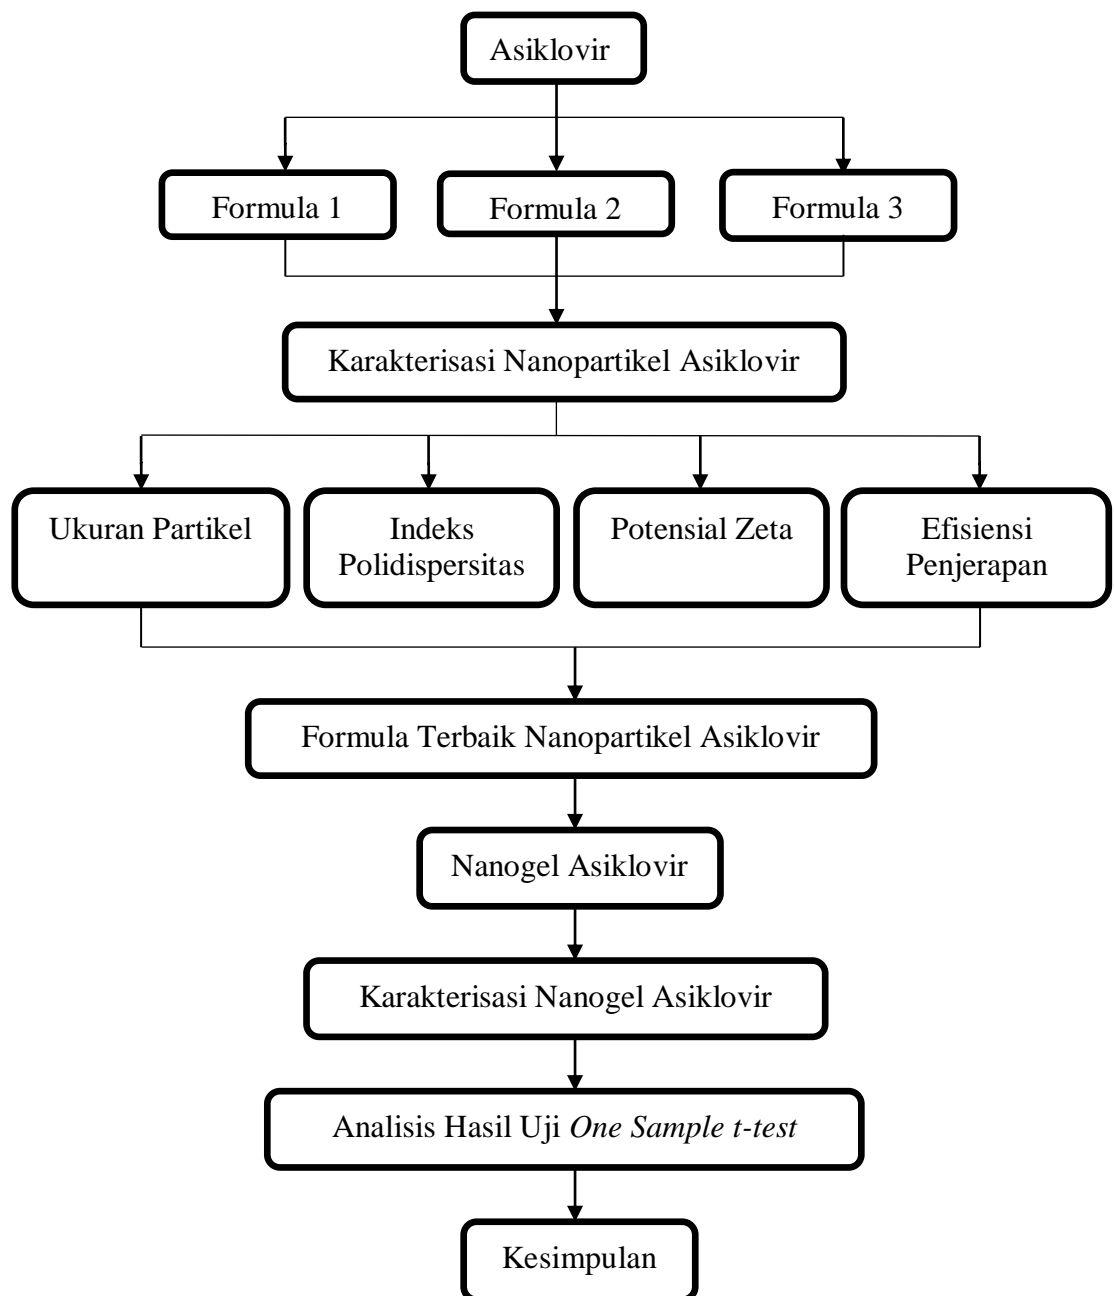 Asiklovir
Formula 1
Formula 2
Formula 3
Karakterisasi Nanopartikel Asiklovir
Ukuran Partikel
Indeks
Polidispersitas
Potensial Zeta
Efisiensi
Penjerapan
Formula Terbaik Nanopartikel Asiklovir
Nanogel Asiklovir
Karakterisasi Nanogel Asiklovir
Analisis Hasil Uji One Sample t-test
Kesimpulan